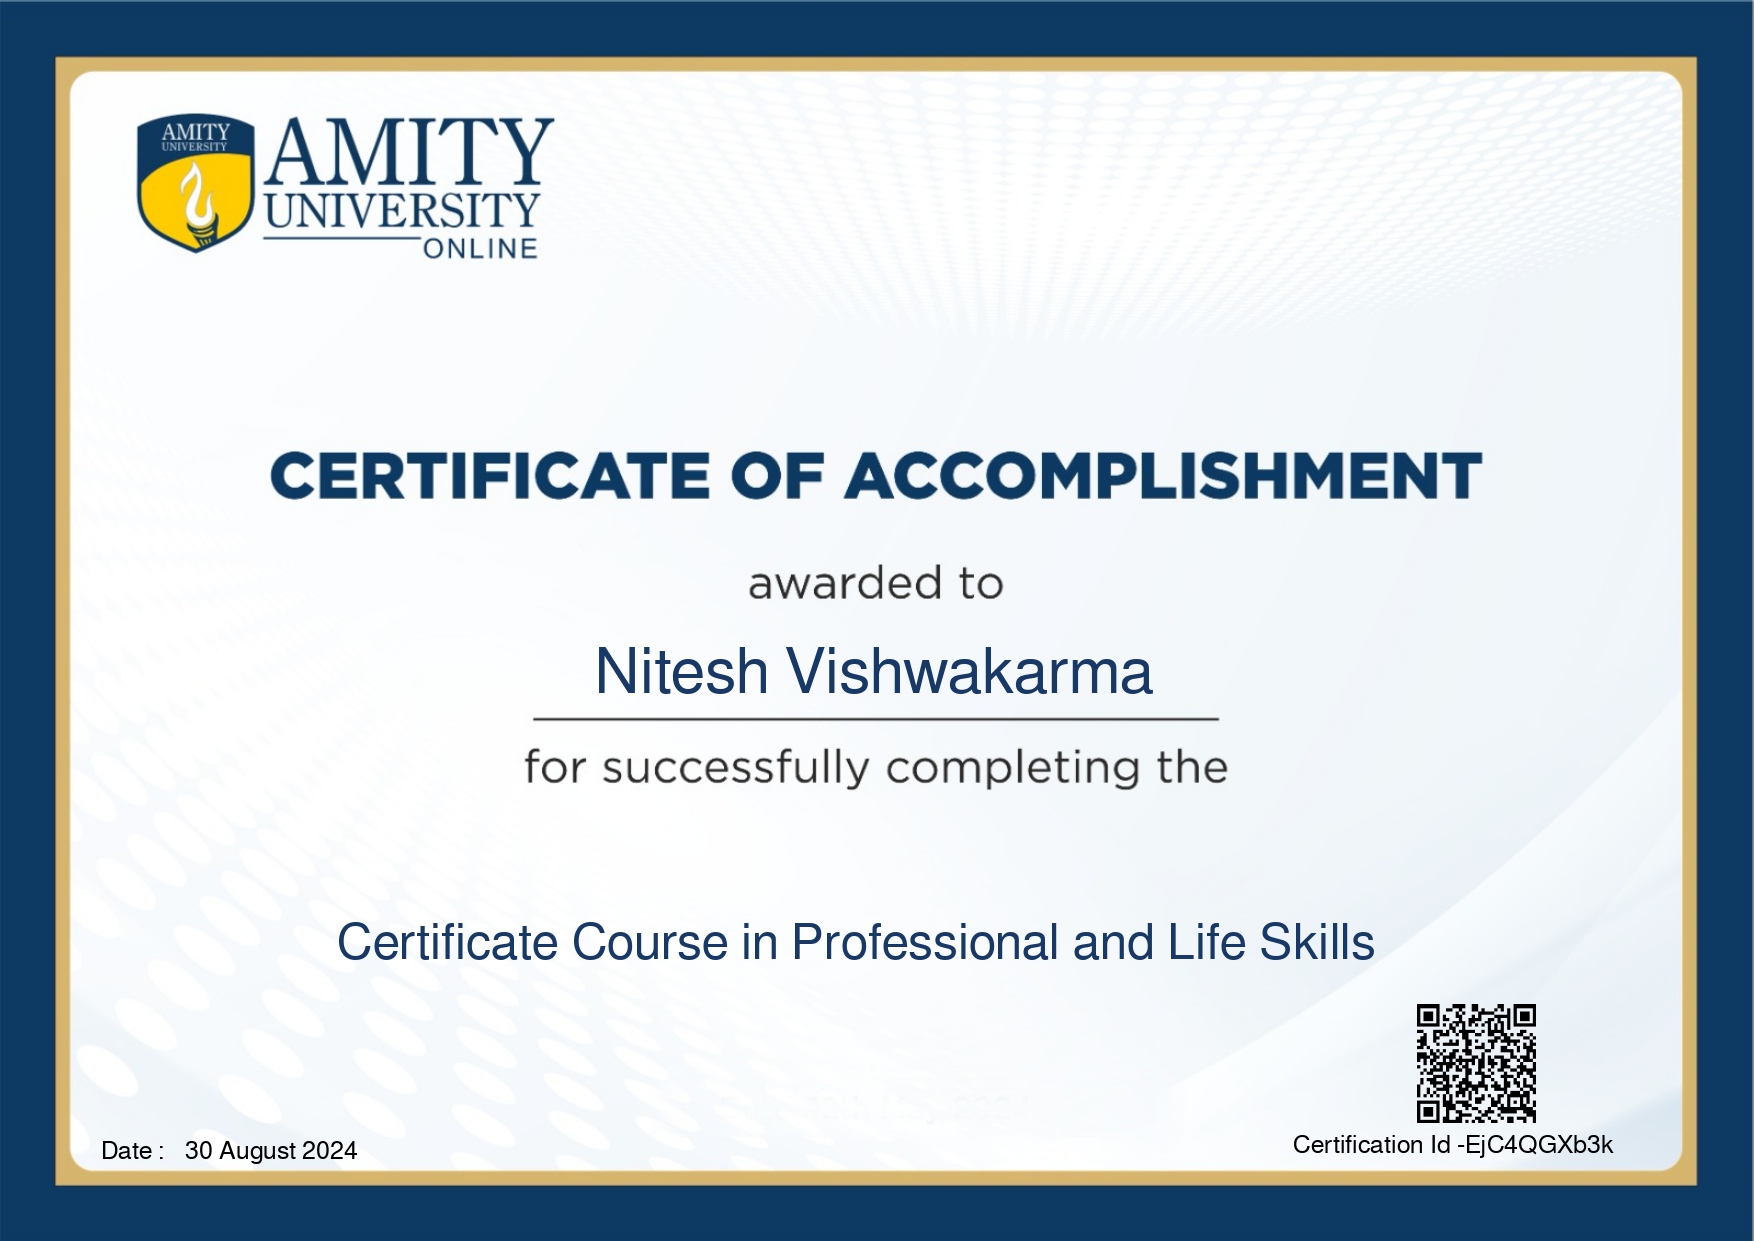 AMITY
UNIVERSITY
AMITY
UNIVERSITY
ONLINE
CERTIFICATE OF ACCOMPLISHMENT
awarded to
Nitesh Vishwakarma
for successfully completing the
Certificate Course in Professional and Life Skills
Date : 30 August 2024
Certification Id -EjC4QGXb3k